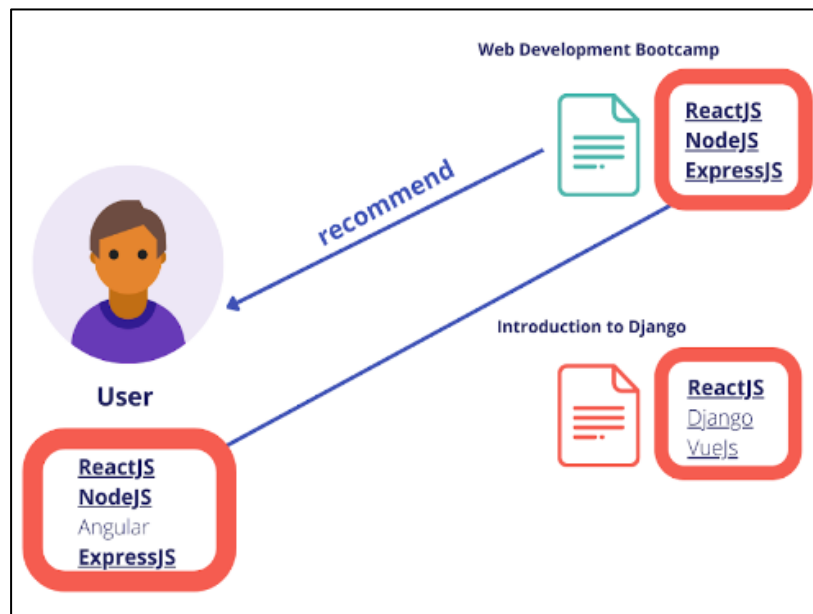 Web Development Bootcamp
ReactJS
NodeJS
ExpressJS
recommend
Introduction to Django
User
ReactJS
Django
VueJs
ReactJS
NodeJS
Angular
ExpressJS